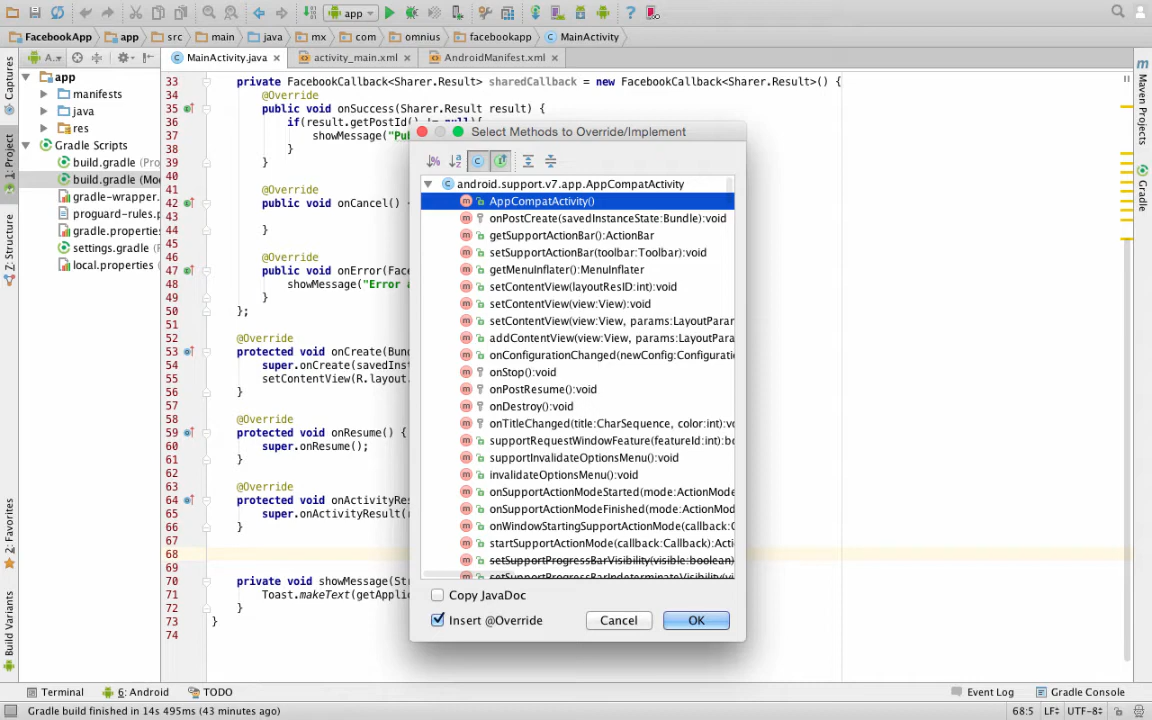 app
FacebookApp
app
src
main
java
mx
com
omnius
facebookapp
MainActivity
Captures
1: Project
7: Structure
2: Favorites
Build Variants
A...
MainActivity.java
activity_main.xml
AndroidManifest.xml
app
manifests
java
res
Gradle Scripts
build.gradle (Pro
build.gradle (Moc
gradle-wrapper.
proguard-rules.p
gradle.properties
settings.gradle (
local.properties
33 private FacebookCallback<Sharer.Result> sharedCallback = new FacebookCallback<Sharer.Result>() {
34 @Override
35 public void onSuccess(Sharer.Result result) {
36 if(result.getPostId() != null){
37 showMessage("Pu
38 }
39 }
40
41 @Override
42 public void onCancel()
43
44 }
45
46 @Override
47 public void onError(Fac
48 showMessage("Error a
49 }
50 };
51
52 @Override
53 protected void onCreate(Bun
54 super.onCreate(savedInst
55 setContentView(R.layout.
56 }
57
58 @Override
59 protected void onResume() {
60 super.onResume();
61 }
62
63 @Override
64 protected void onActivityRes
65 super.onActivityResult(
66 }
67
68
69
70 private void showMessage(Str
71 Toast.makeText(getApplic
72 }
73 }
74
Select Methods to Override/Implement
android.support.v7.app.AppCompatActivity
AppCompatActivity()
onPostCreate(savedInstanceState:Bundle):void
getSupportActionBar():ActionBar
setSupportActionBar(toolbar:Toolbar):void
getMenuInflater():MenuInflater
setContentView(layoutResID:int):void
setContentView(view:View):void
setContentView(view:View, params:LayoutParar
addContentView(view:View, params:LayoutParar
onConfigurationChanged(newConfig:Configurati
onStop():void
onPostResume():void
onDestroy():void
onTitleChanged(title:CharSequence, color:int):vo
supportRequestWindowFeature(featureId:int):bo
supportInvalidateOptionsMenu():void
invalidateOptionsMenu():void
onSupportActionModeStarted(mode:ActionMode
onSupportActionModeFinished(mode:ActionMod
onWindowStartingSupportActionMode(callback:C
startSupportActionMode(callback:Callback):Acti
setSupportProgressBarVisibility(visible:boolean)
setSupportProgressBarIndeterminateVisibility(vi
Copy JavaDoc
Insert @Override
Cancel
OK
Maven Projects
Gradle
Terminal
6: Android
TODO
Event Log
Gradle Console
Gradle build finished in 14s 495ms (43 minutes ago)
68:5
LF
UTF-8